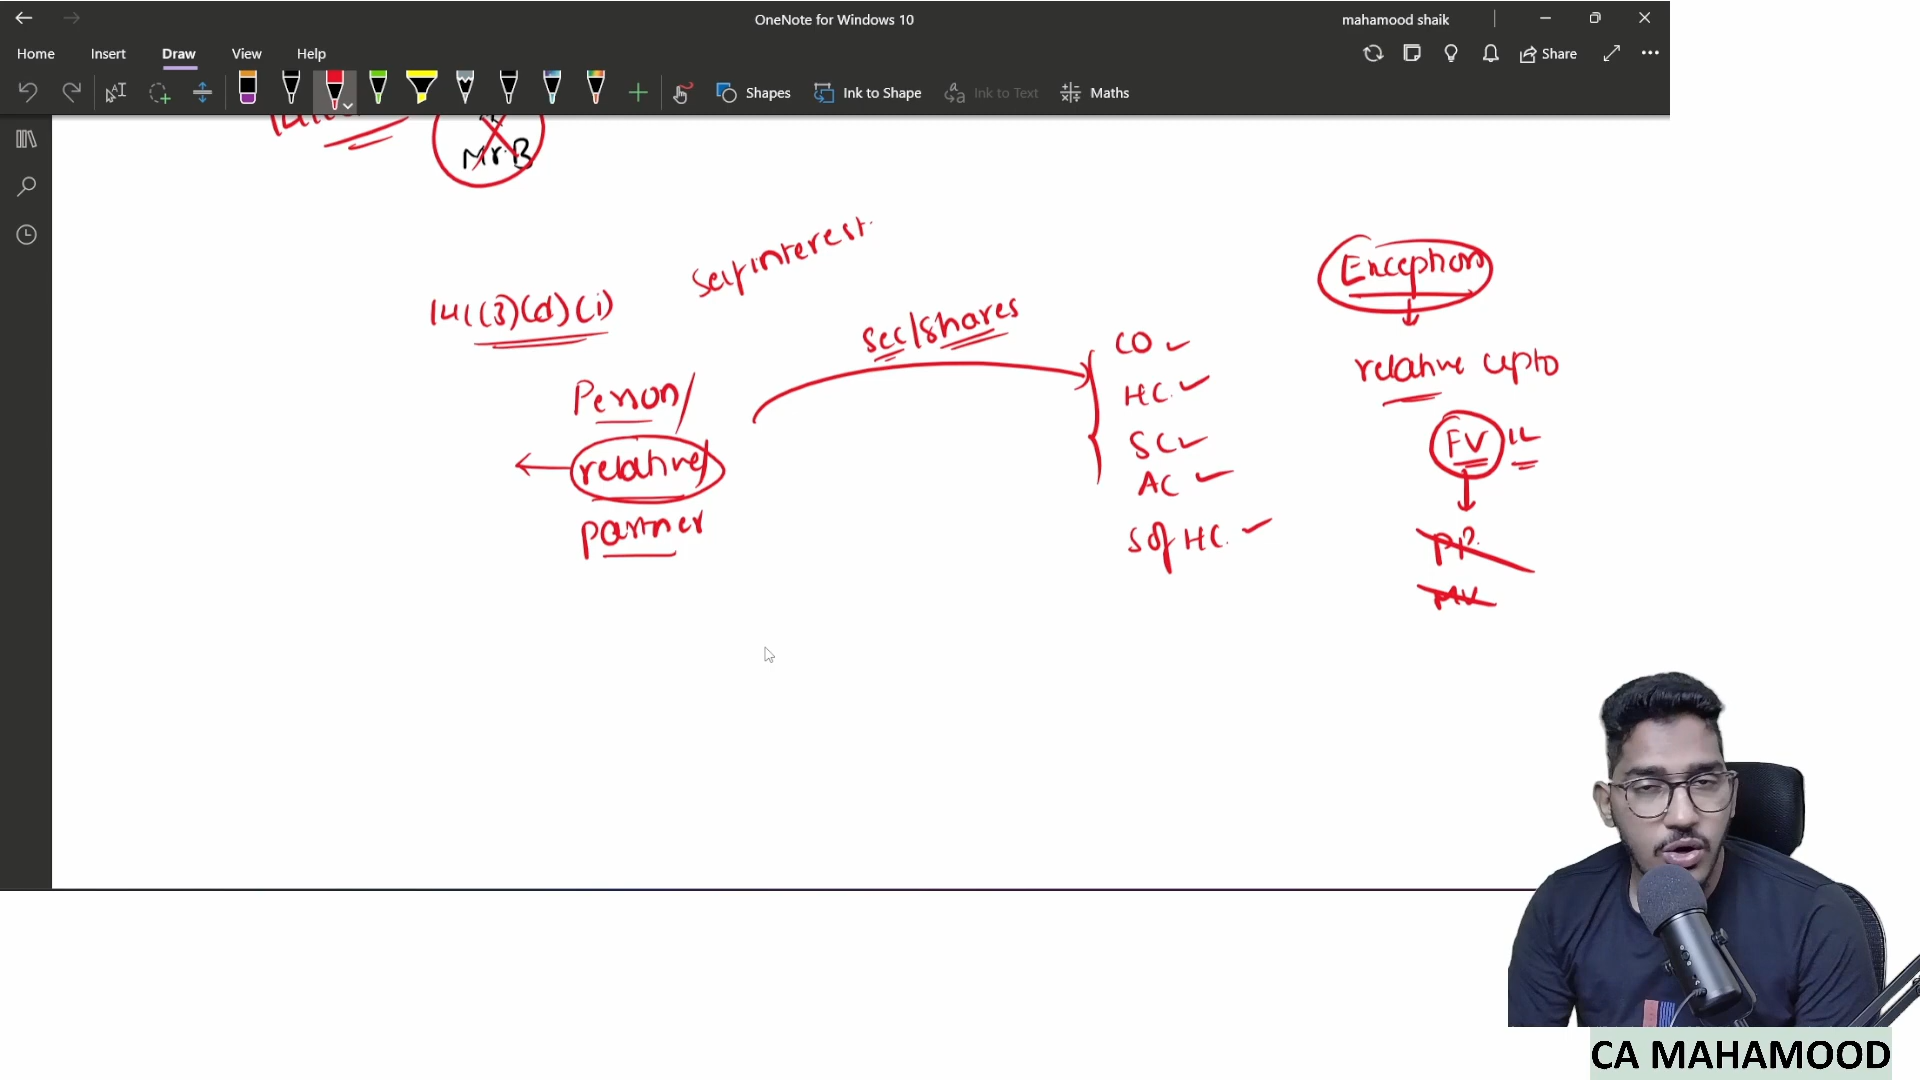 OneNote for Windows 10
mahamood shaik
Home Insert Draw View Help
Share
Shapes Ink to Shape Ink to Text Maths
Mr.B
Self interest.
141(3)(d)(i)
Sec/Shares
Person/
relative/
partner
CO
HC.
SC
AC
S of HC.
Exception
relative upto
FV 1L
P.P.
MV
CA MAHAMOOD